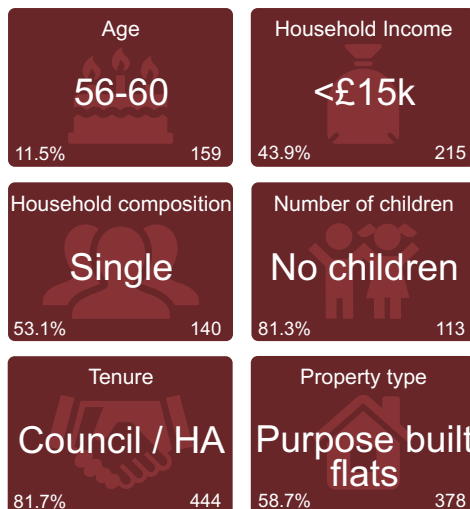 Age
56-60
11.5% 159
Household Income
<£15k
43.9% 215
Household composition
Single
53.1% 140
Number of children
No children
81.3% 113
Tenure
Council / HA
81.7% 444
Property type
Purpose built
flats
58.7% 378